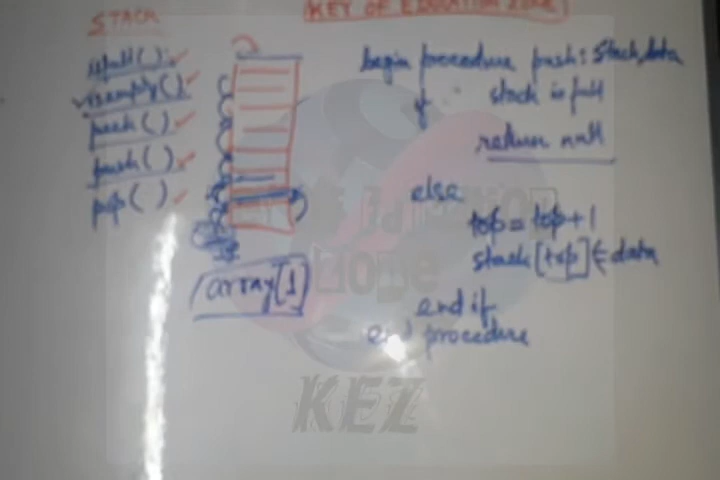 KEY OF EDUCATION ZONE
STACK
isfull( );
isempty( )
peek( )
push( )
pop( )
array[1]
begin procedure push: Stack, data
if stack is full
return null
else
top = top+1
stack[top] ← data
end if
end procedure
KEZ